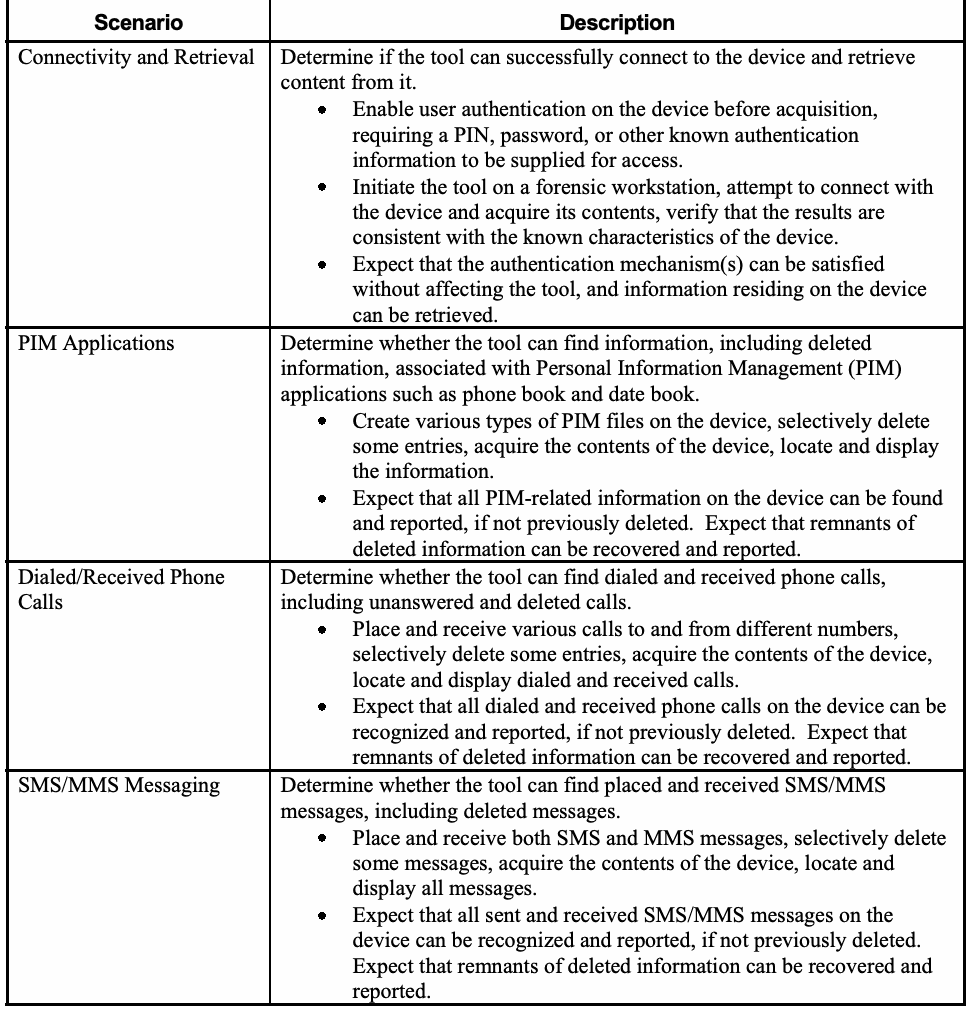 Scenario Description
Connectivity and Retrieval Determine if the tool can successfully connect to the device and retrieve
content from it.
• Enable user authentication on the device before acquisition,
requiring a PIN, password, or other known authentication
information to be supplied for access.
• Initiate the tool on a forensic workstation, attempt to connect with
the device and acquire its contents, verify that the results are
consistent with the known characteristics of the device.
• Expect that the authentication mechanism(s) can be satisfied
without affecting the tool, and information residing on the device
can be retrieved.
PIM Applications Determine whether the tool can find information, including deleted
information, associated with Personal Information Management (PIM)
applications such as phone book and date book.
• Create various types of PIM files on the device, selectively delete
some entries, acquire the contents of the device, locate and display
the information.
• Expect that all PIM-related information on the device can be found
and reported, if not previously deleted. Expect that remnants of
deleted information can be recovered and reported.
Dialed/Received Phone Determine whether the tool can find dialed and received phone calls,
Calls including unanswered and deleted calls.
• Place and receive various calls to and from different numbers,
selectively delete some entries, acquire the contents of the device,
locate and display dialed and received calls.
• Expect that all dialed and received phone calls on the device can be
recognized and reported, if not previously deleted. Expect that
remnants of deleted information can be recovered and reported.
SMS/MMS Messaging Determine whether the tool can find placed and received SMS/MMS
messages, including deleted messages.
• Place and receive both SMS and MMS messages, selectively delete
some messages, acquire the contents of the device, locate and
display all messages.
• Expect that all sent and received SMS/MMS messages on the
device can be recognized and reported, if not previously deleted.
Expect that remnants of deleted information can be recovered and
reported.